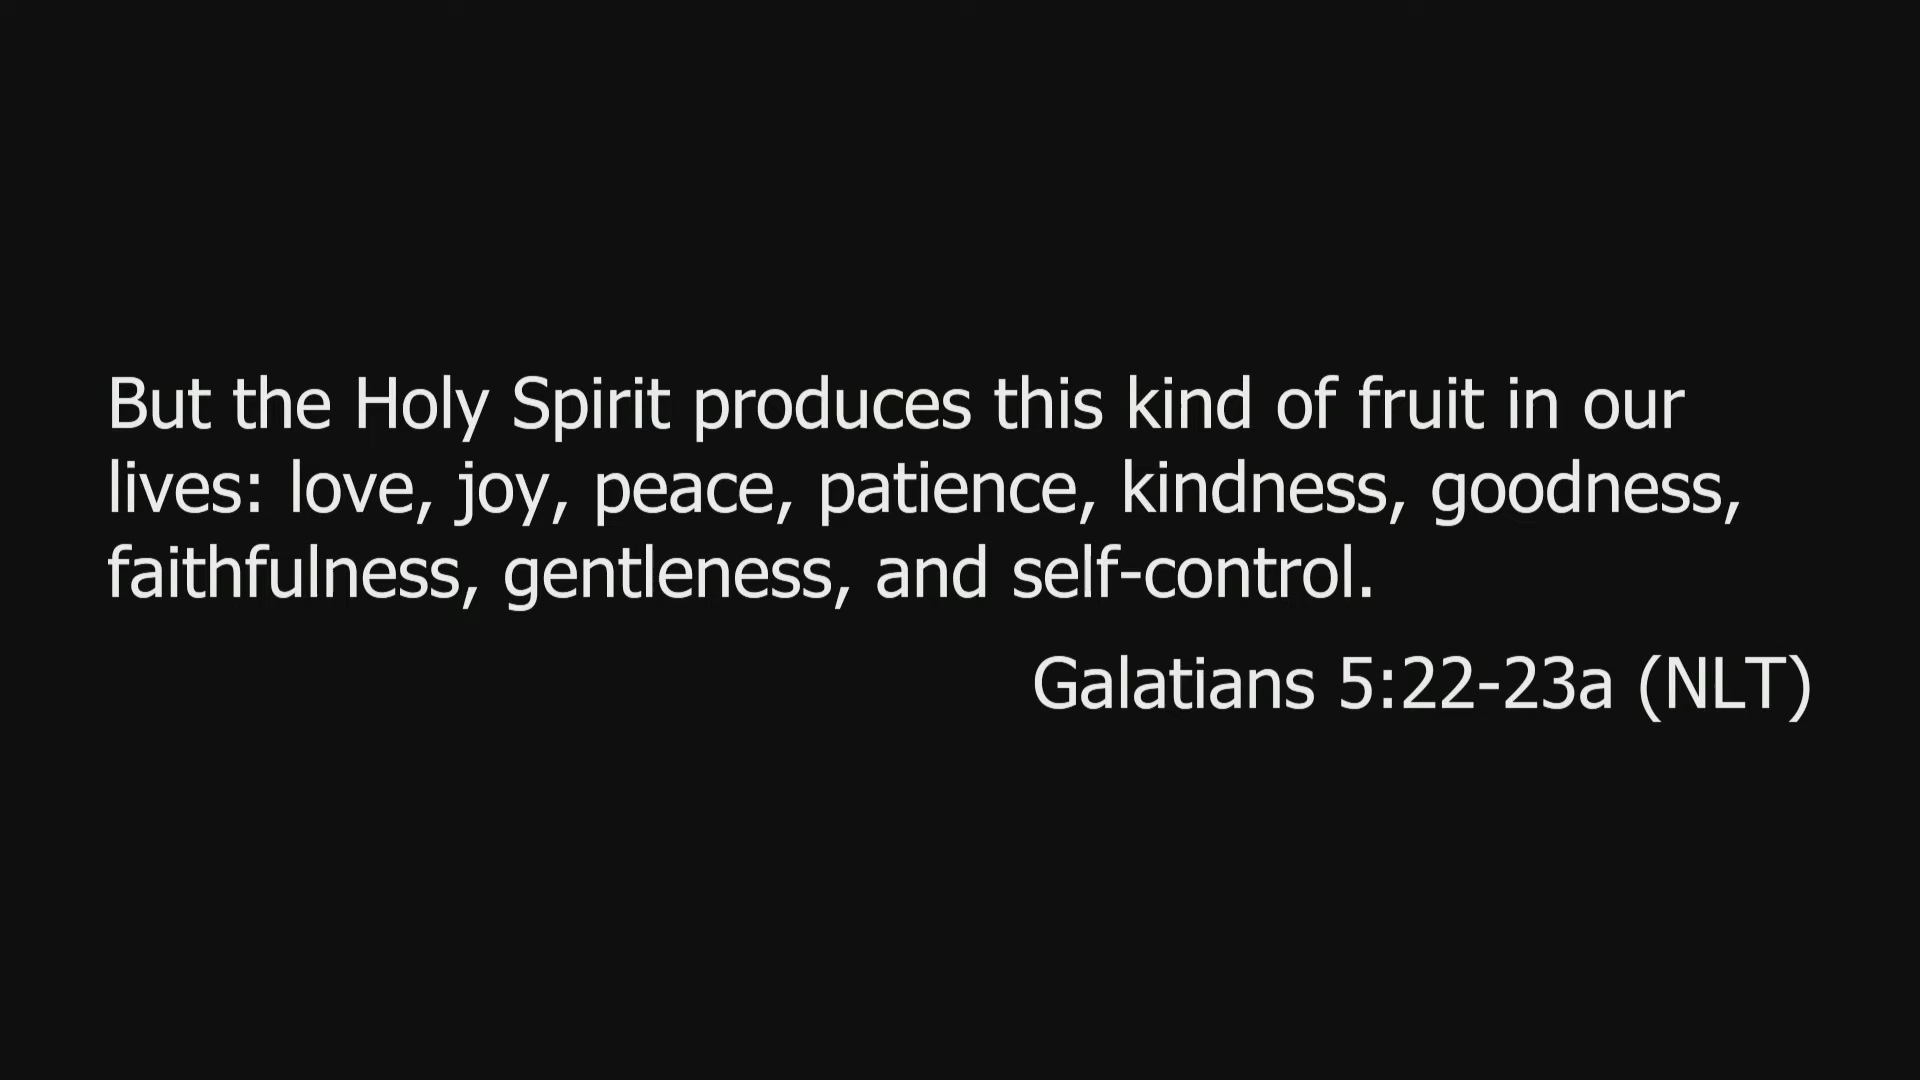 But the Holy Spirit produces this kind of fruit in our
lives: love, joy, peace, patience, kindness, goodness,
faithfulness, gentleness, and self-control.
Galatians 5:22-23a (NLT)